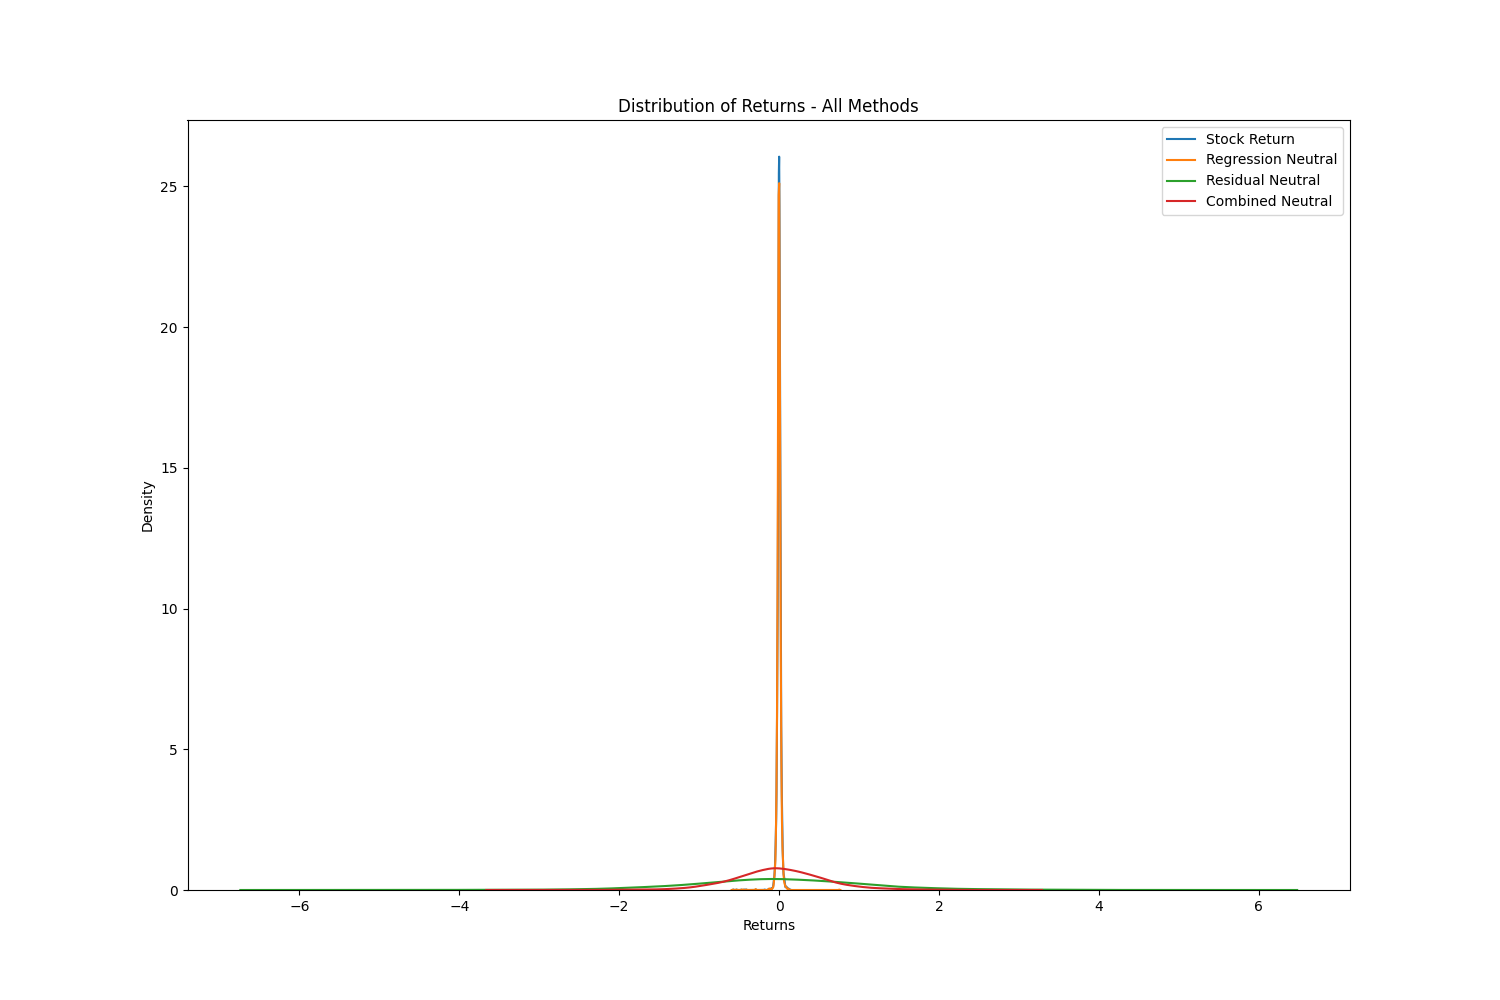 Distribution of Returns - All Methods
Stock Return
Regression Neutral
Residual Neutral
Combined Neutral
25
20
15
10
5
0
Density
−6 −4 −2 0 2 4 6
Returns